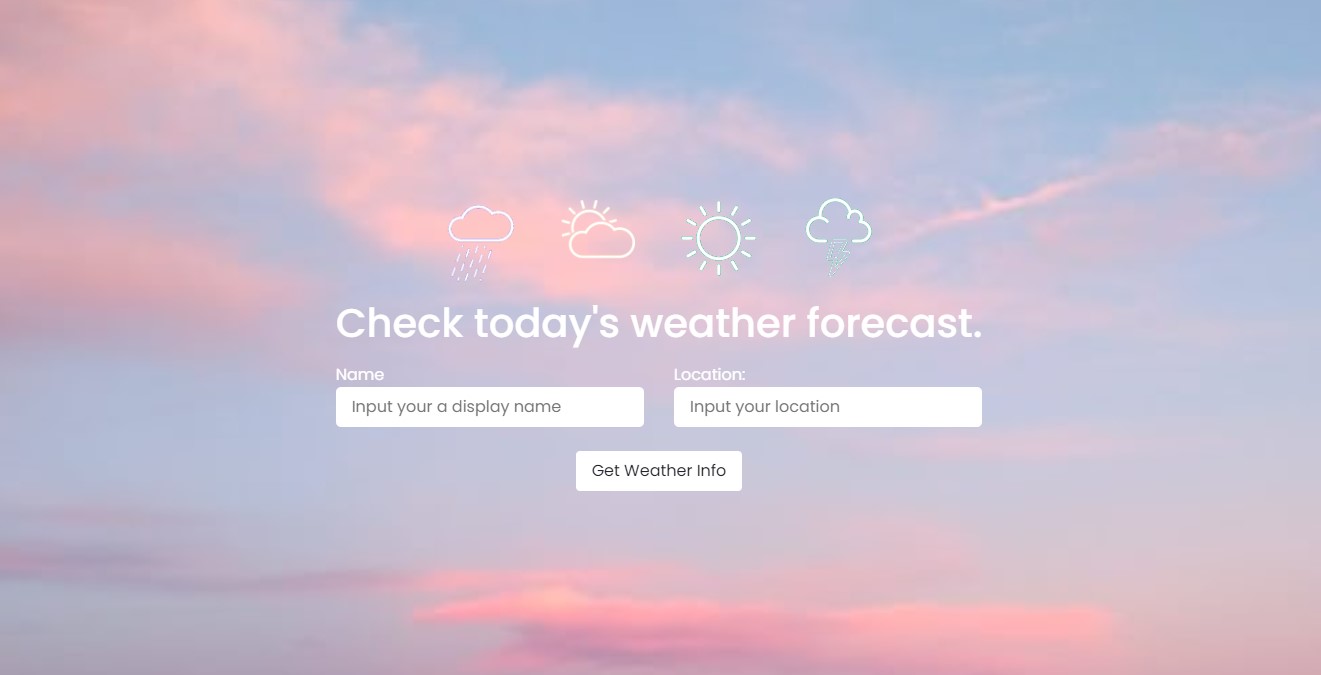 Check today's weather forecast.
Name
Location:
Input your a display name
Input your location
Get Weather Info